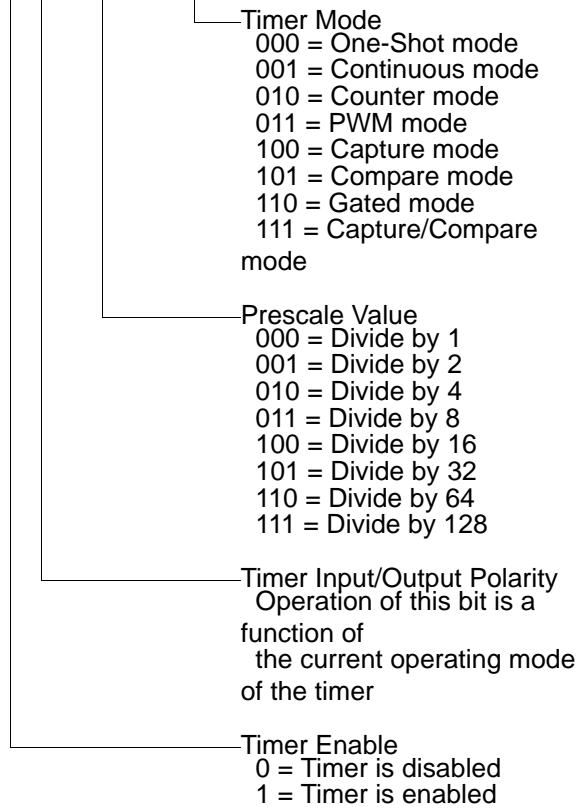 Timer Mode
000 = One-Shot mode
001 = Continuous mode
010 = Counter mode
011 = PWM mode
100 = Capture mode
101 = Compare mode
110 = Gated mode
111 = Capture/Compare
mode
Prescale Value
000 = Divide by 1
001 = Divide by 2
010 = Divide by 4
011 = Divide by 8
100 = Divide by 16
101 = Divide by 32
110 = Divide by 64
111 = Divide by 128
Timer Input/Output Polarity
Operation of this bit is a
function of
the current operating mode
of the timer
Timer Enable
0 = Timer is disabled
1 = Timer is enabled